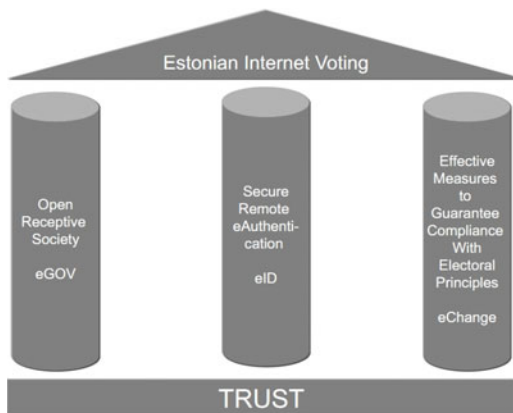 Estonian Internet Voting
Open
Receptive
Society
eGOV
Secure
Remote
eAuthenti-
cation
eID
Effective
Measures
to
Guarantee
Compliance
With
Electoral
Principles
eChange
TRUST